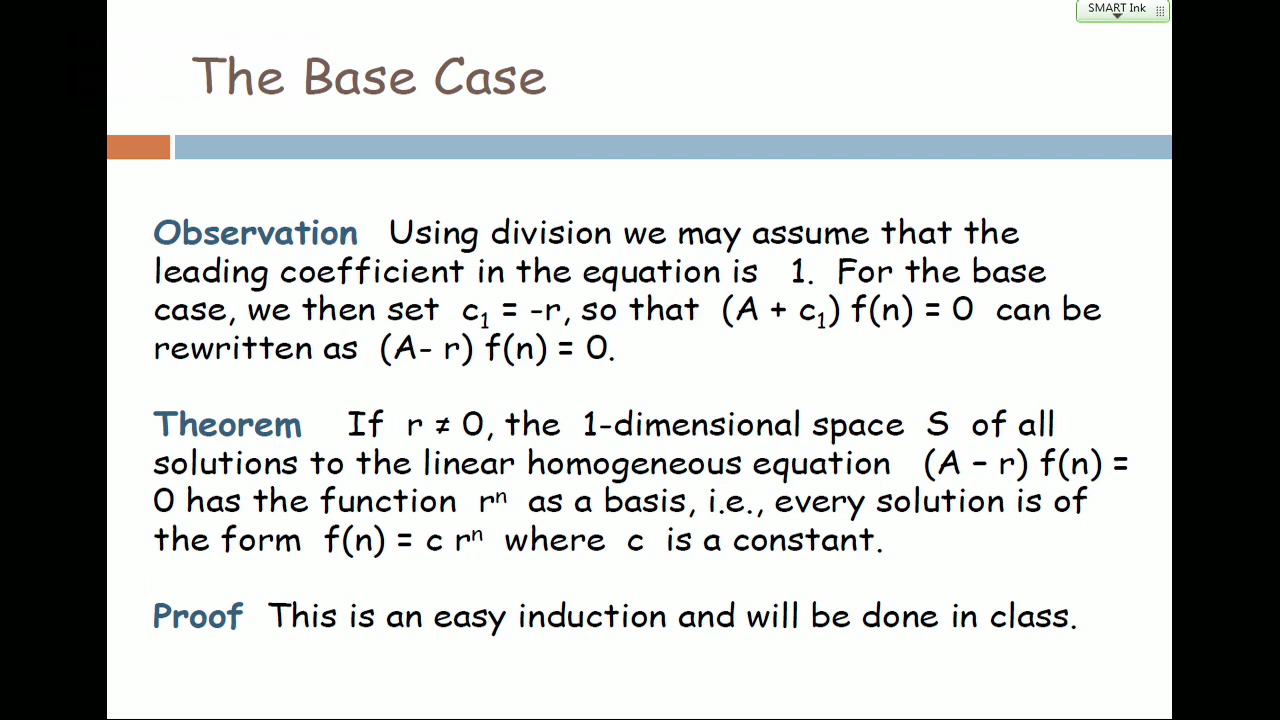 SMART Ink
The Base Case
Observation Using division we may assume that the
leading coefficient in the equation is 1. For the base
case, we then set c₁ = -r, so that (A + c₁) f(n) = 0 can be
rewritten as (A- r) f(n) = 0.
Theorem If r ≠ 0, the 1-dimensional space S of all
solutions to the linear homogeneous equation (A – r) f(n) =
0 has the function rⁿ as a basis, i.e., every solution is of
the form f(n) = c rⁿ where c is a constant.
Proof This is an easy induction and will be done in class.